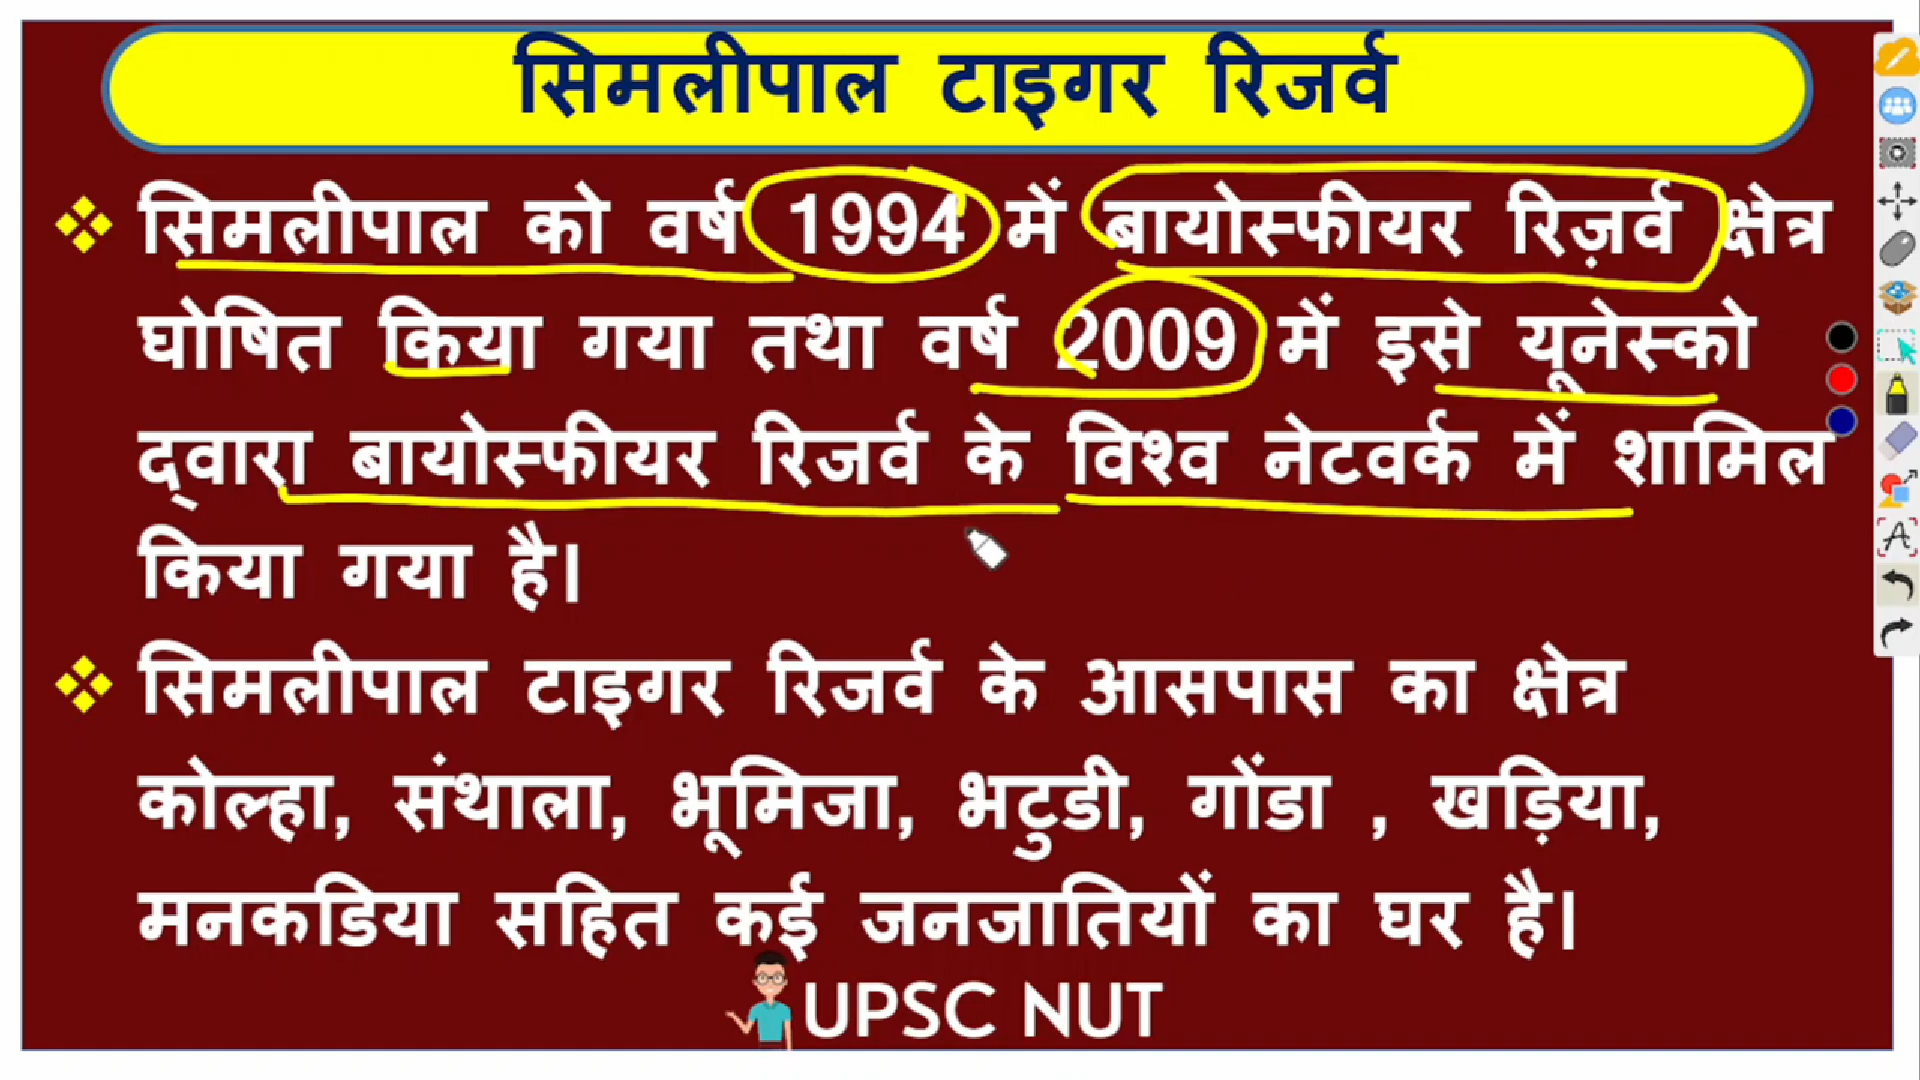 सिमलीपाल टाइगर रिजर्व
❖ सिमलीपाल को वर्ष 1994 में बायोस्फीयर रिज़र्व क्षेत्र
घोषित किया गया तथा वर्ष 2009 में इसे यूनेस्को
द्वारा बायोस्फीयर रिजर्व के विश्व नेटवर्क में शामिल
किया गया है।
❖ सिमलीपाल टाइगर रिजर्व के आसपास का क्षेत्र
कोल्हा, संथाला, भूमिजा, भटुडी, गोंडा , खड़िया,
मनकडिया सहित कई जनजातियों का घर है।
UPSC NUT